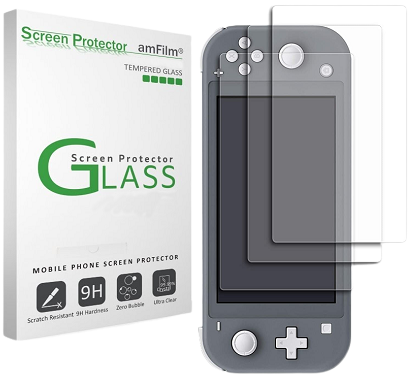 Screen Protector amFilm®
TEMPERED GLASS
Screen Protector
GLASS
MOBILE PHONE SCREEN PROTECTOR
9H
Scratch Resistant 9H Hardness Zero Bubble Ultra Clear